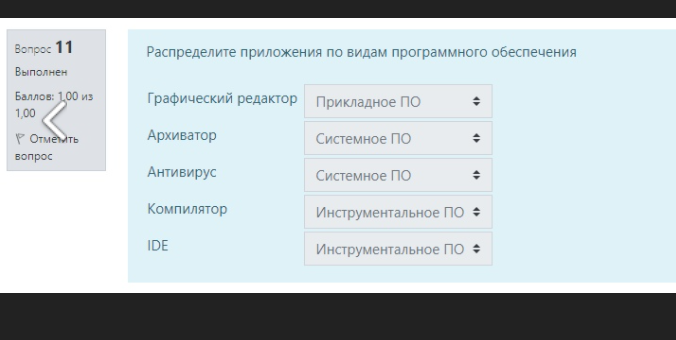 Вопрос 11
Выполнен
Баллов: 1,00 из
1,00
Отметить
вопрос
Распределите приложения по видам программного обеспечения
Графический редактор Прикладное ПО
Архиватор Системное ПО
Антивирус Системное ПО
Компилятор Инструментальное ПО
IDE Инструментальное ПО